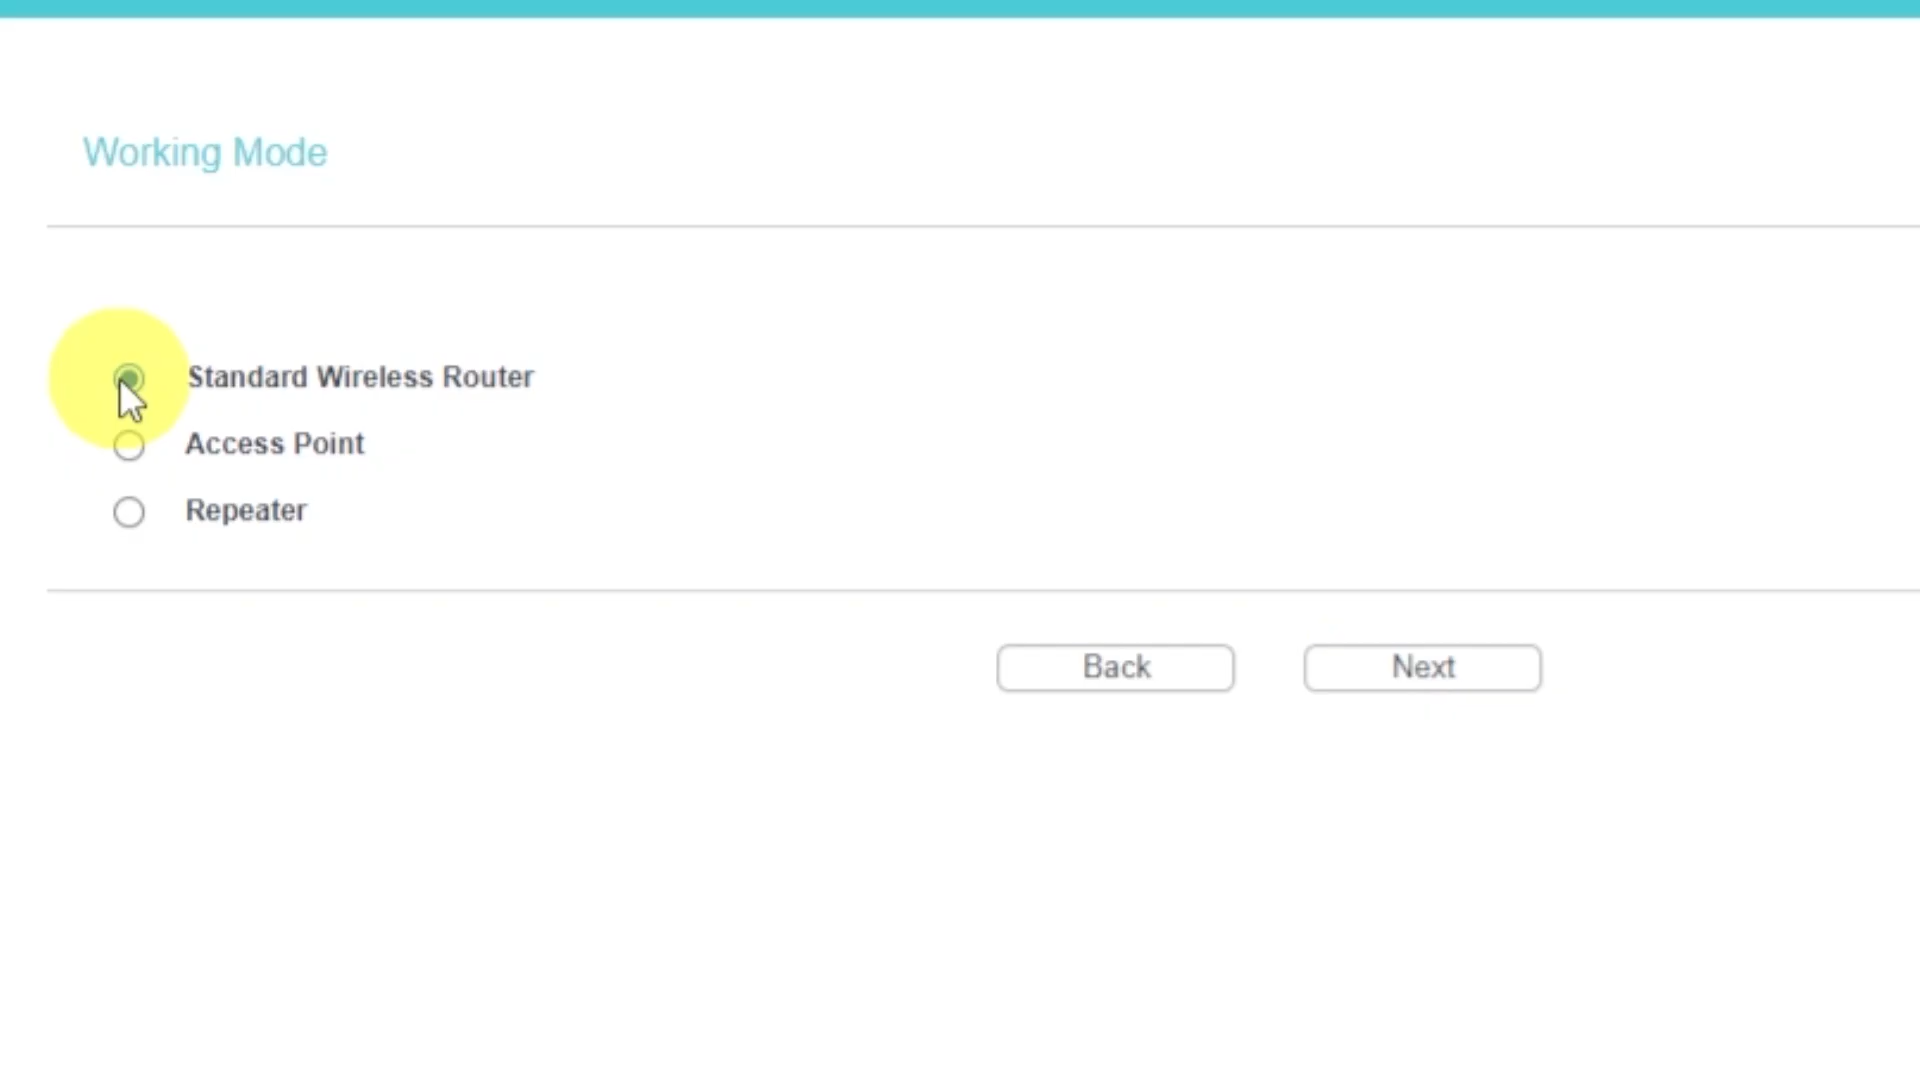 Working Mode
Standard Wireless Router
Access Point
Repeater
Back
Next